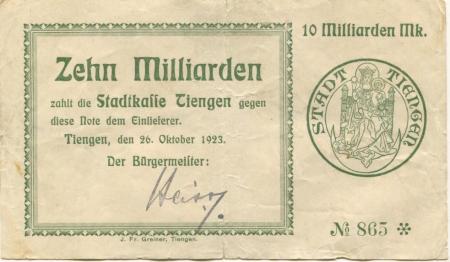 10 Milliarden Mk.
Zehn Milliarden
zahlt die Stadtkasse Tiengen gegen
diese Note dem Einlieferer.
Tiengen, den 26. Oktober 1923.
Der Bürgermeister:
STADT TIENGEN
№ 865 *
J. Fr. Greiner, Tiengen.